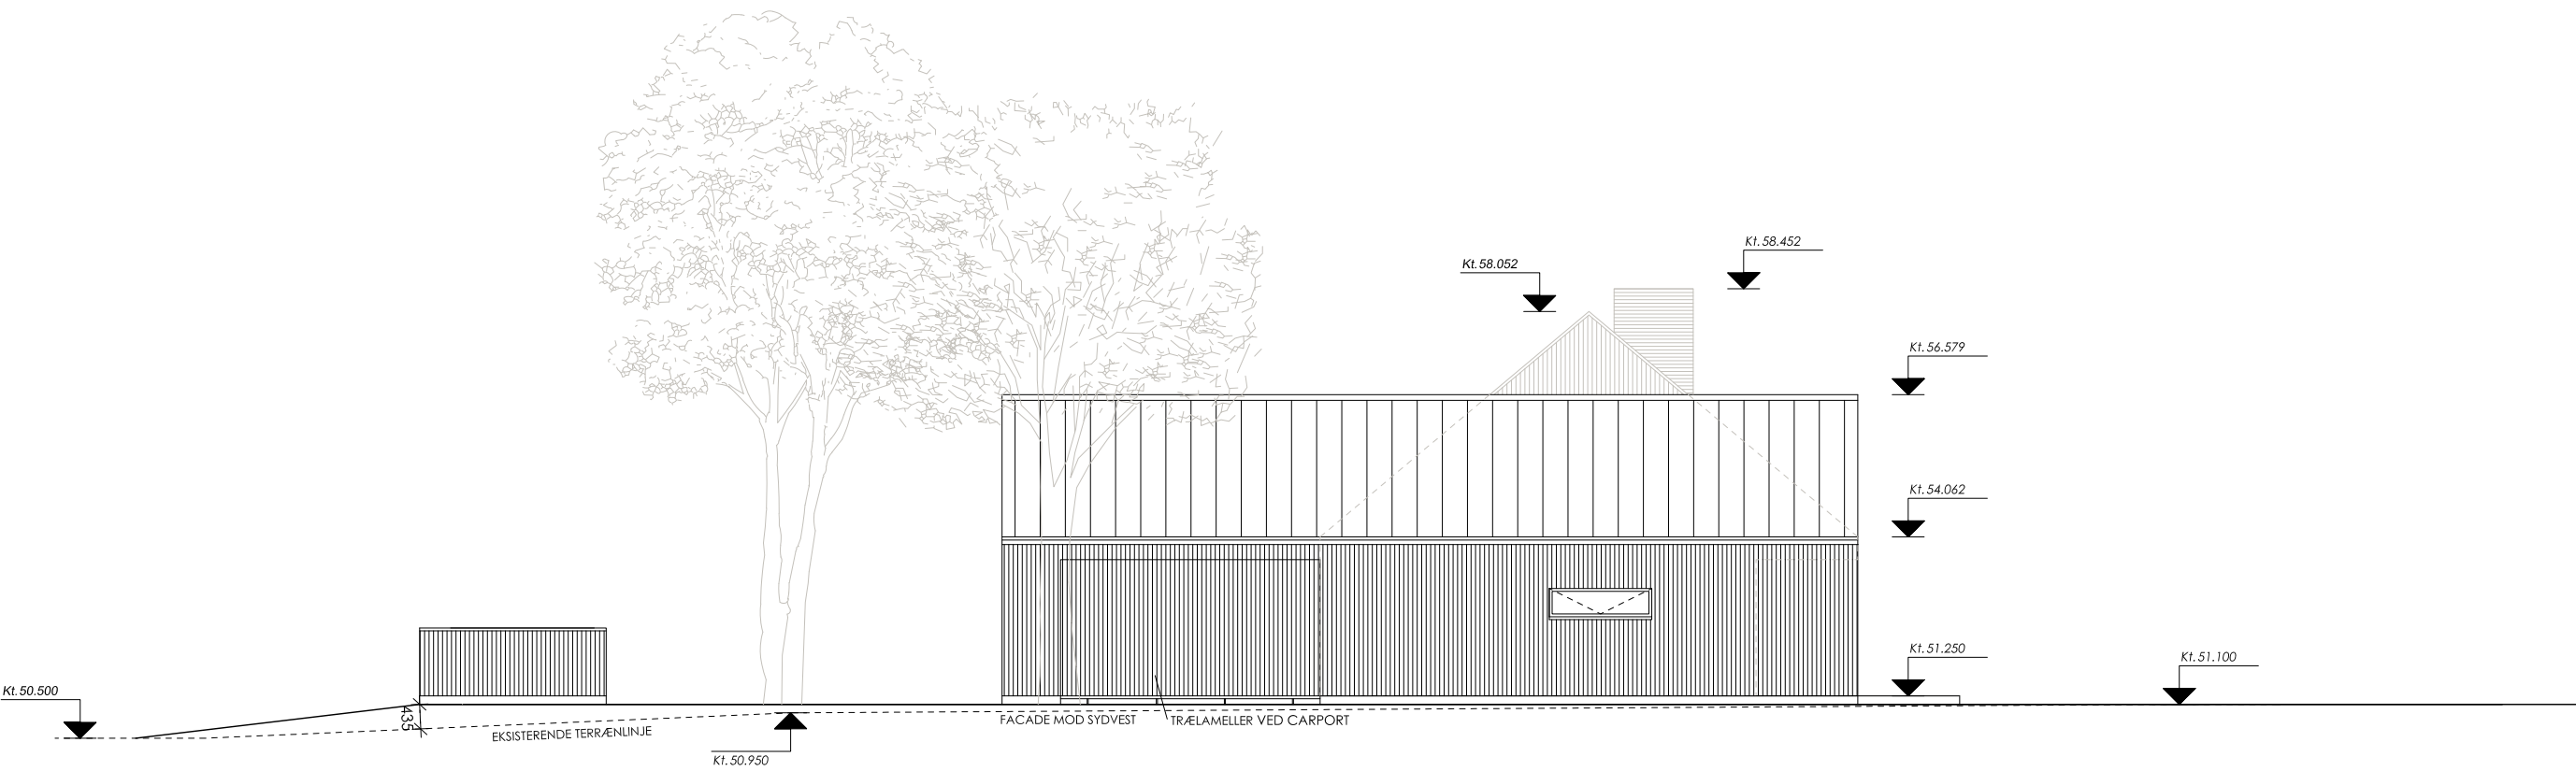 Kt. 58.452
Kt. 58.052
Kt. 56.579
Kt. 54.062
Kt. 51.250
Kt. 51.100
Kt. 50.500
435
EKSISTERENDE TERRÆNLINJE
FACADE MOD SYDVEST
TRÆLAMELLER VED CARPORT
Kt. 50.950